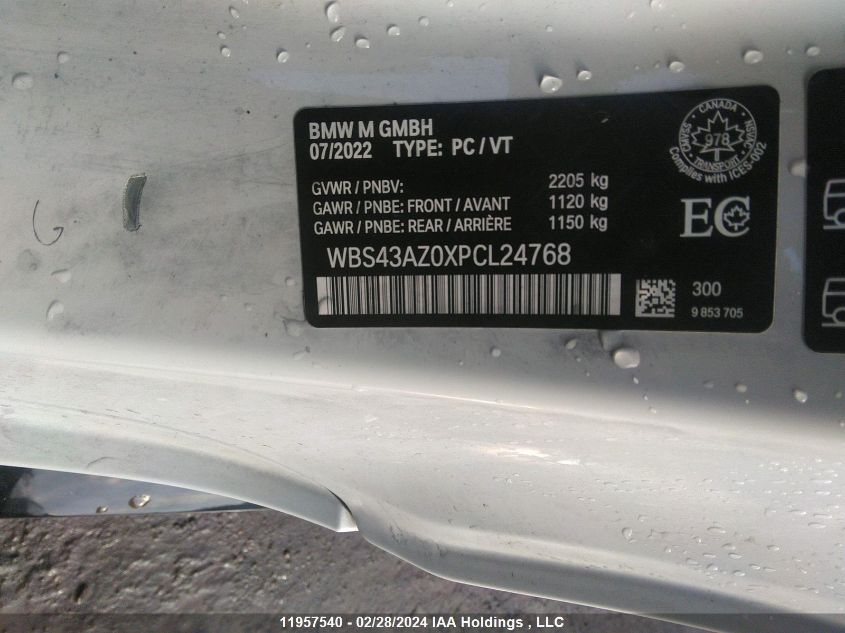 BMW M GMBH
07/2022 TYPE: PC / VT
GVWR / PNBV: 2205 kg
GAWR / PNBE: FRONT / AVANT 1120 kg
GAWR / PNBE: REAR / ARRIÈRE 1150 kg
WBS43AZ0XPCL24768
CANADA
CMVSS NSVAC
978
TRANSPORT
Complies with ICES-002
EC
300
9 853 705
G
11957540 - 02/28/2024 IAA Holdings , LLC